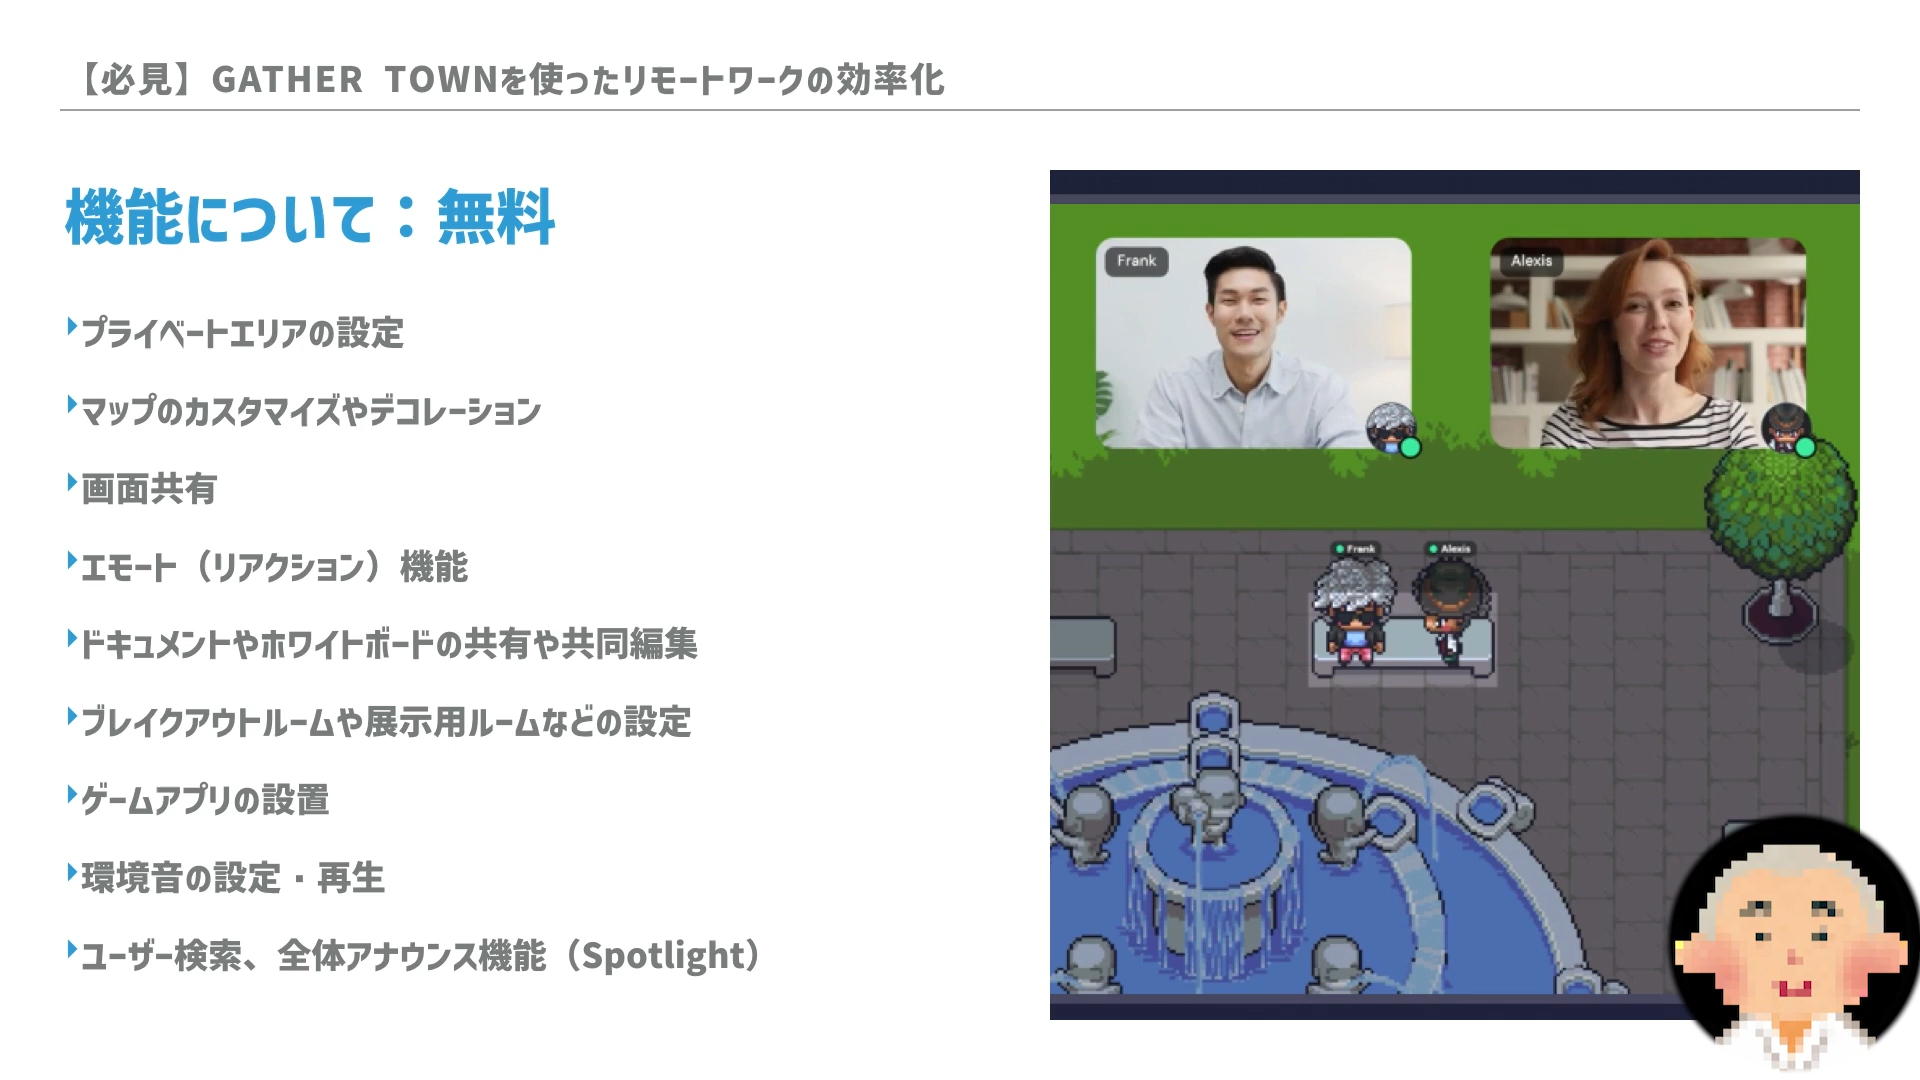 【必見】GATHER TOWNを使ったリモートワークの効率化
機能について：無料
プライベートエリアの設定
マップのカスタマイズやデコレーション
画面共有
エモート（リアクション）機能
ドキュメントやホワイトボードの共有や共同編集
ブレイクアウトルームや展示用ルームなどの設定
ゲームアプリの設置
環境音の設定・再生
ユーザー検索、全体アナウンス機能（Spotlight）
Frank
Alexis
Frank
Alexis